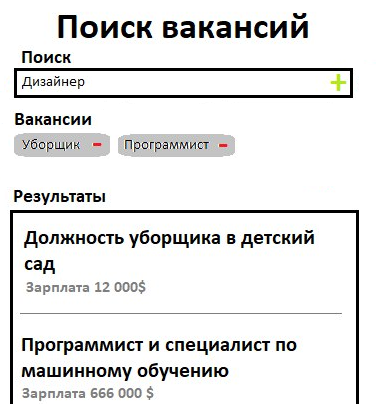 Поиск вакансий
Поиск
Дизайнер
Вакансии
Уборщик
Программист
Результаты
Должность уборщика в детский
сад
Зарплата 12 000$
Программист и специалист по
машинному обучению
Зарплата 666 000 $